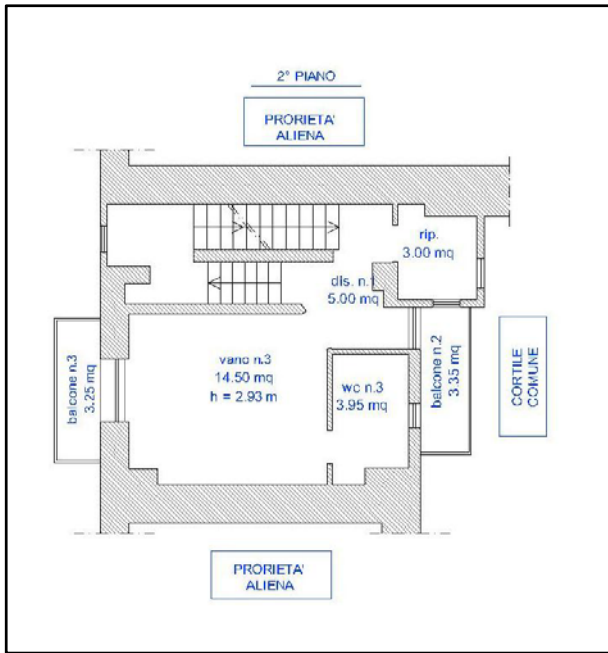 2° PIANO
PRORIETA'
ALIENA
rip.
3.00 mq
dis. n.1
5.00 mq
vano n.3
14.50 mq
h = 2.93 m
wc n.3
3.95 mq
balcone n.3
3.25 mq
balcone n.2
3.35 mq
CORTILE
COMUNE
PRORIETA'
ALIENA